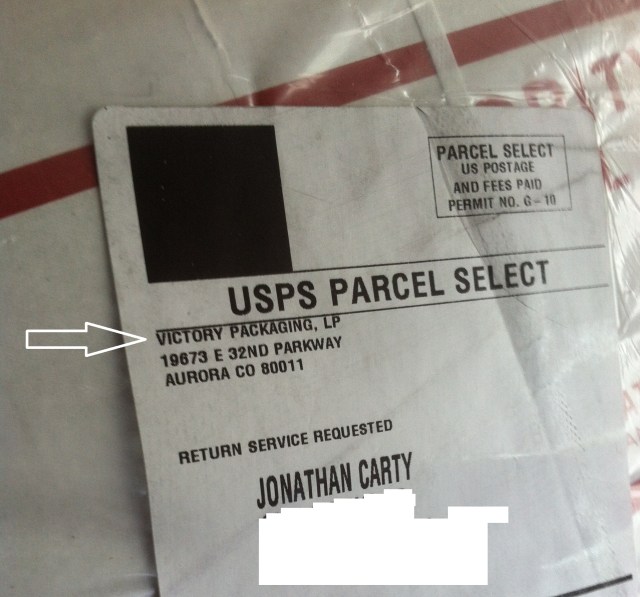 PARCEL SELECT
US POSTAGE
AND FEES PAID
PERMIT NO. G-10
USPS PARCEL SELECT
VICTORY PACKAGING, LP
19673 E 32ND PARKWAY
AURORA CO 80011
RETURN SERVICE REQUESTED
JONATHAN CARTY